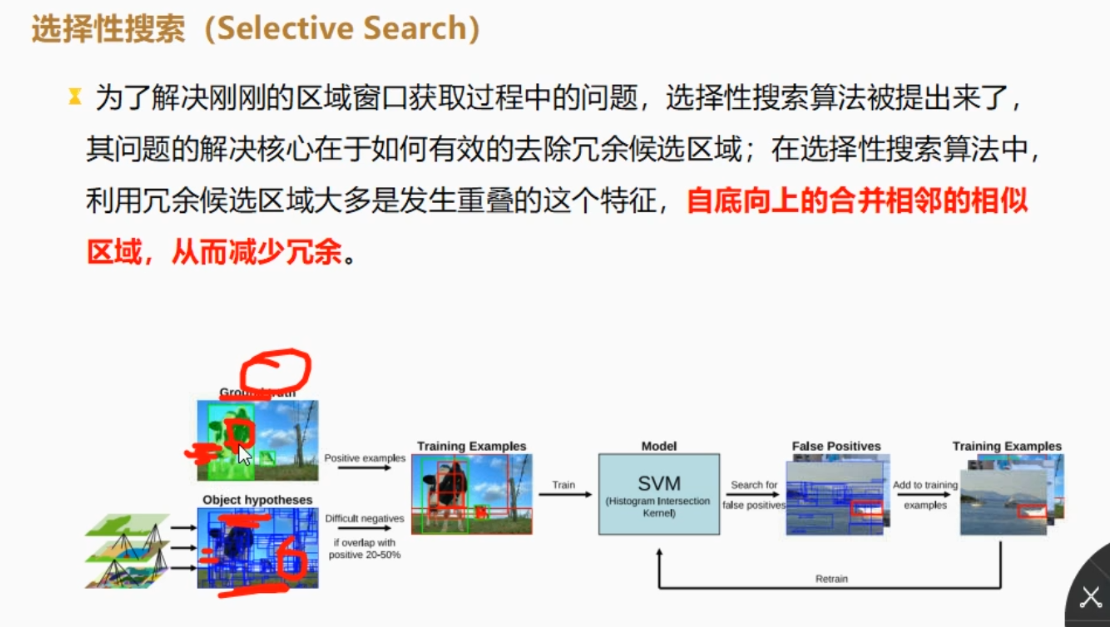 选择性搜索（Selective Search）
为了解决刚刚的区域窗口获取过程中的问题，选择性搜索算法被提出来了，
其问题的解决核心在于如何有效的去除冗余候选区域；在选择性搜索算法中，
利用冗余候选区域大多是发生重叠的这个特征，自底向上的合并相邻的相似
区域，从而减少冗余。
Ground truth
Positive examples
Training Examples
Train
Model
SVM
(Histogram Intersection
Kernel)
Search for
false positives
False Positives
Add to training
examples
Training Examples
Object hypotheses
Difficult negatives
if overlap with
positive 20-50%
Retrain